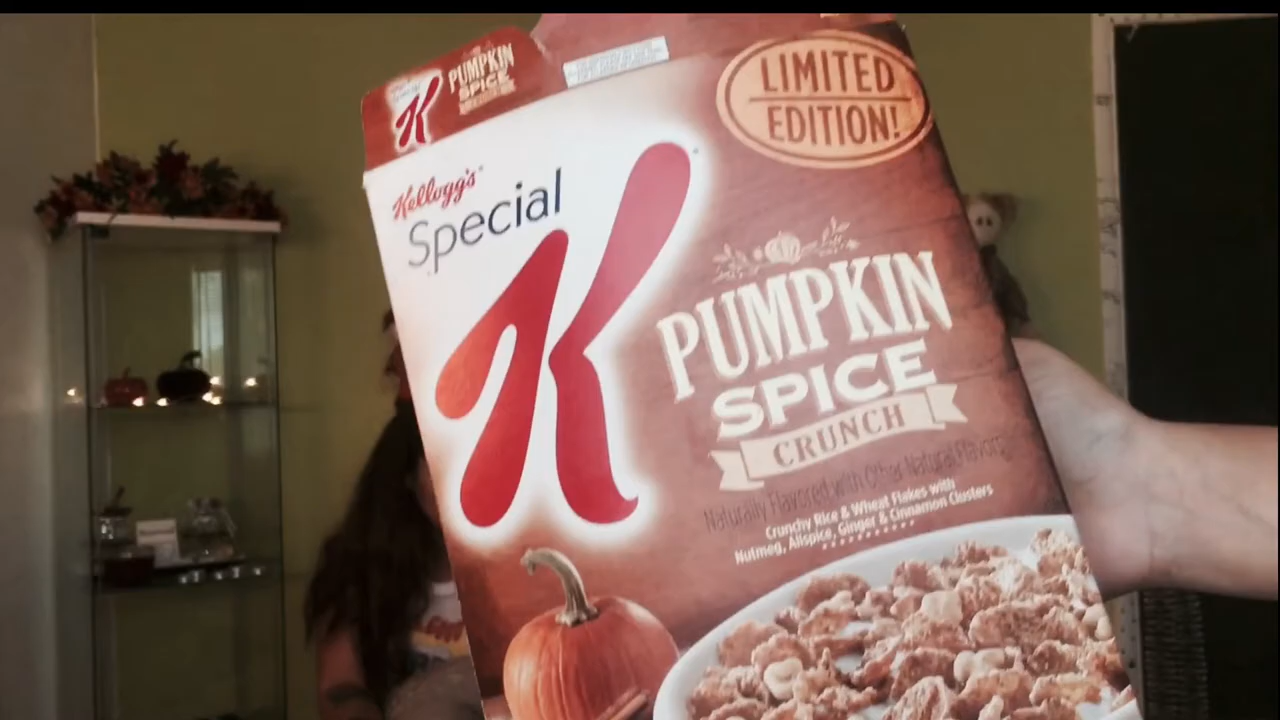 K
PUMPKIN
SPICE
LIMITED
EDITION!
Kellogg's
Special
K
PUMPKIN
SPICE
CRUNCH
Naturally Flavored with Other Natural Flavors
Crunchy Rice & Wheat Flakes with
Nutmeg, Allspice, Ginger & Cinnamon Clusters